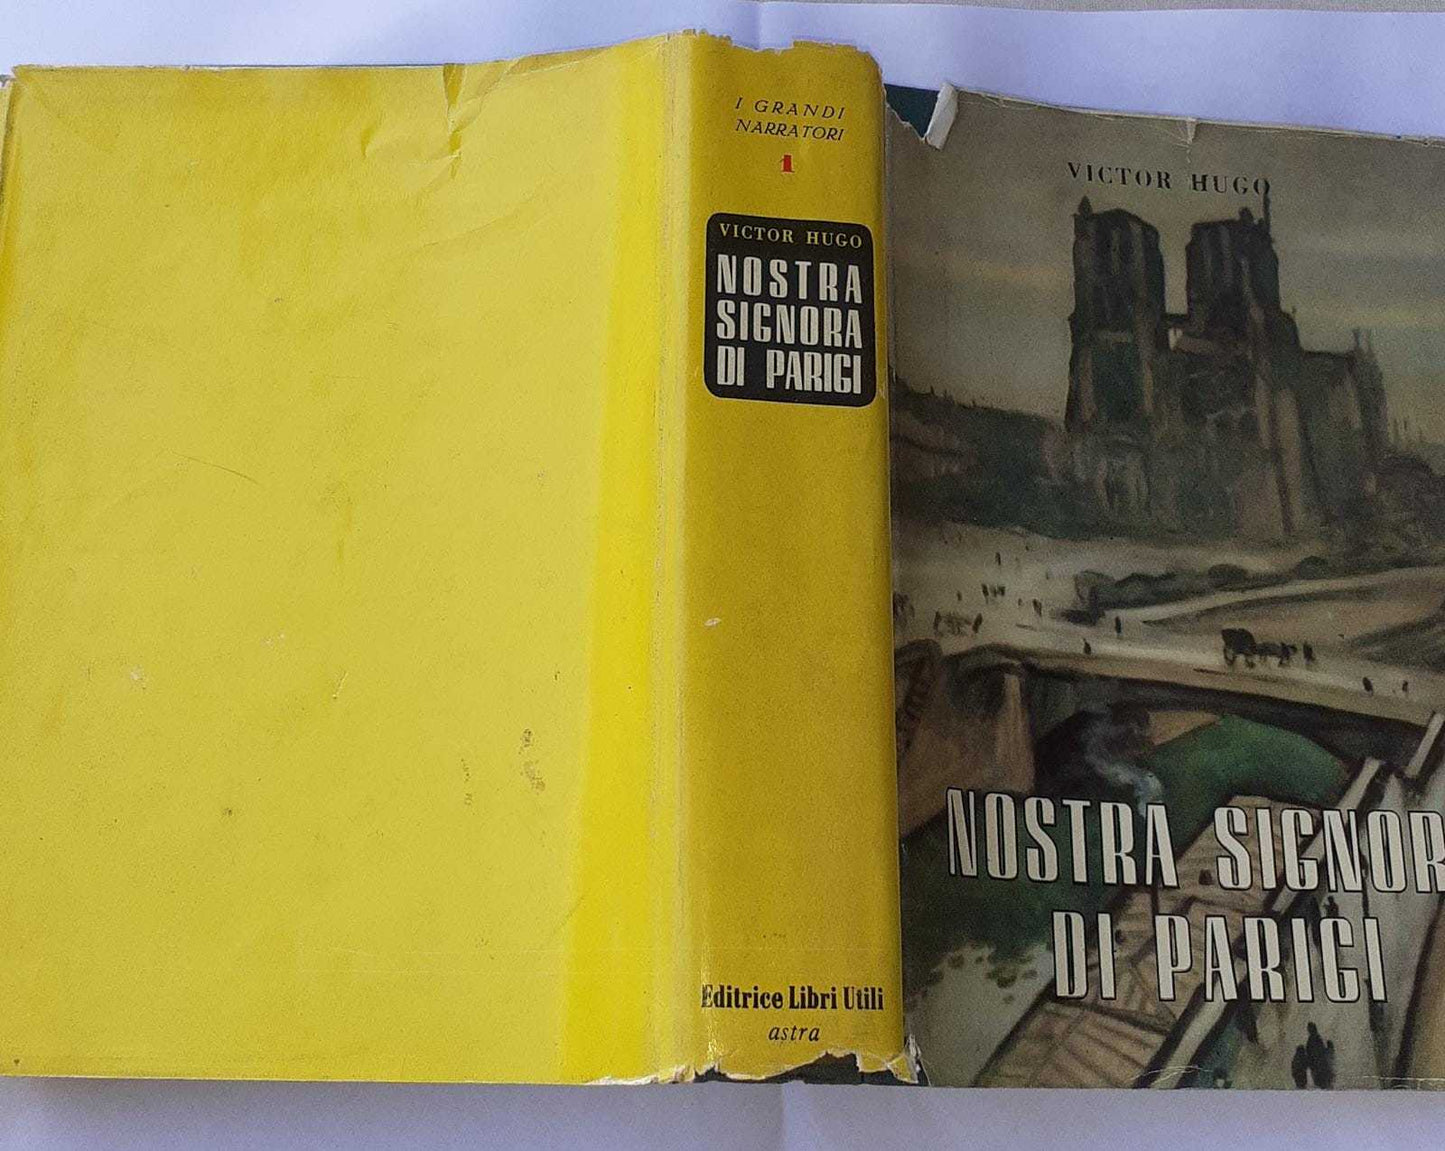 I GRANDI
NARRATORI
1
VICTOR HUGO
NOSTRA
SIGNORA
DI PARIGI
Editrice Libri Utili
astra
VICTOR HUGO
NOSTRA SIGNOR
DI PARIGI